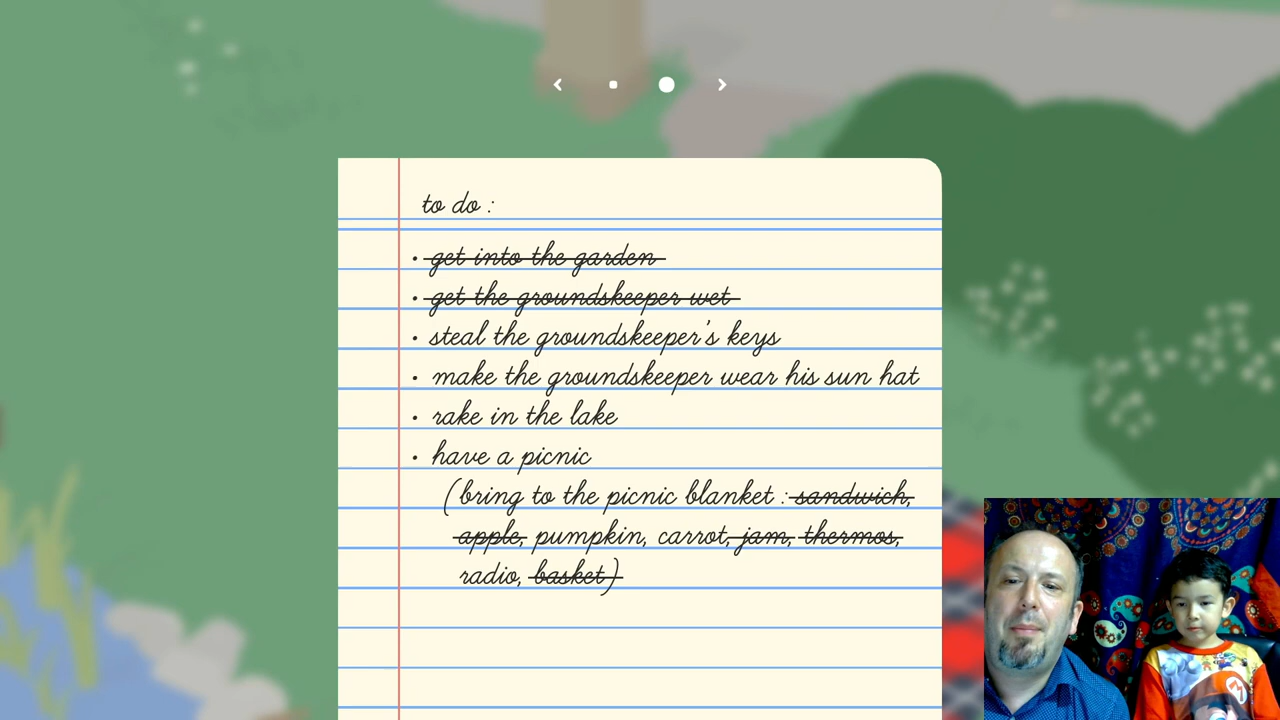 to do :
• get into the garden
• get the groundskeeper wet
• steal the groundskeeper's keys
• make the groundskeeper wear his sun hat
• rake in the lake
• have a picnic
(bring to the picnic blanket : sandwich,
apple, pumpkin, carrot, jam, thermos,
radio, basket)
M